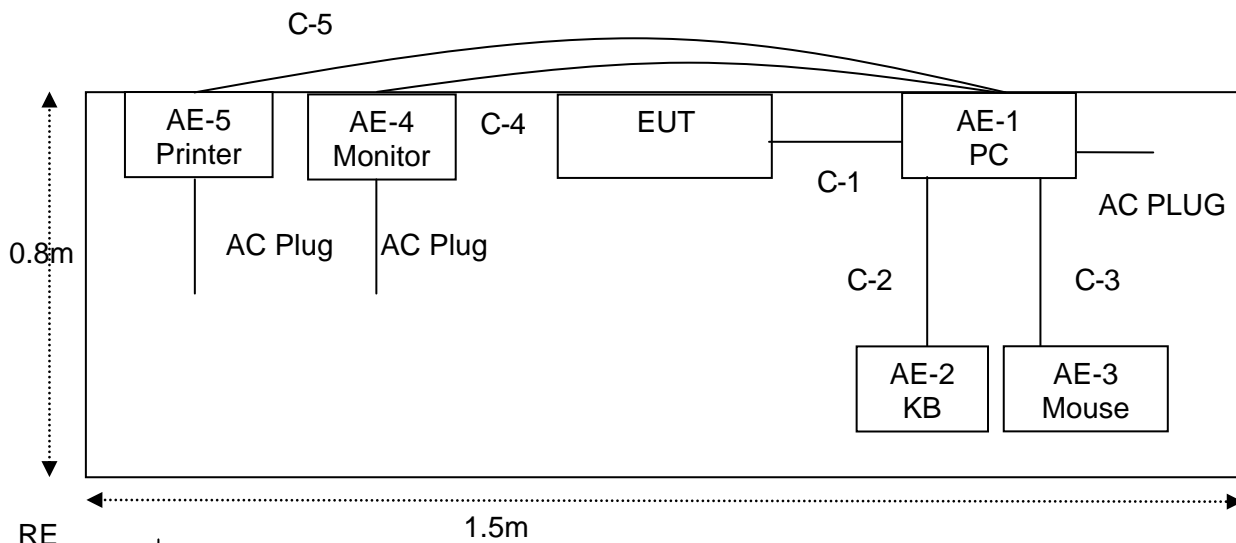 C-5
AE-5
Printer
AE-4
Monitor
C-4
EUT
C-1
AE-1
PC
AC PLUG
0.8m
AC Plug
AC Plug
C-2
C-3
AE-2
KB
AE-3
Mouse
1.5m
RE